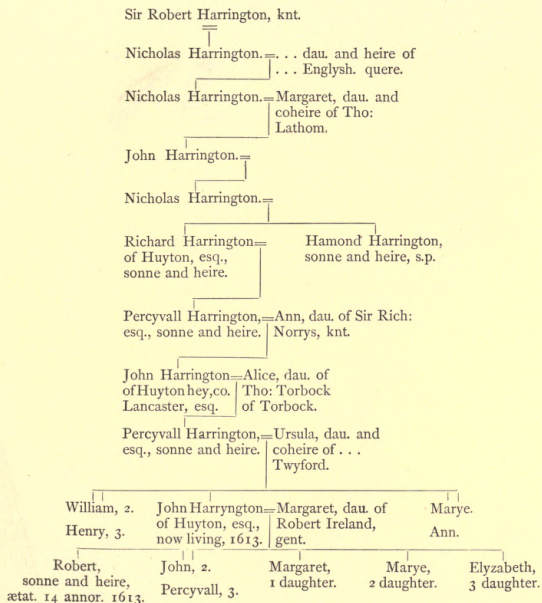 Sir Robert Harrington, knt.
Nicholas Harrington.=. . . dau. and heire of
. . . Englysh. quere.
Nicholas Harrington.=Margaret, dau. and
coheire of Tho:
Lathom.
John Harrington.=
Nicholas Harrington.=
Richard Harrington=
of Huyton, esq.,
sonne and heire.
Hamond Harrington,
sonne and heire, s.p.
Percyvall Harrington,=Ann, dau. of Sir Rich:
esq., sonne and heire. Norrys, knt.
John Harrington=Alice, dau. of
of Huyton hey, co. Tho: Torbock
Lancaster, esq. of Torbock.
Percyvall Harrington,=Ursula, dau. and
esq., sonne and heire. coheire of . . .
Twyford.
William, 2.
Henry, 3.
John Harryngton=Margaret, dau. of
of Huyton, esq., Robert Ireland,
now living, 1613. gent.
Marye.
Ann.
Robert,
sonne and heire,
ætat. 14 annor. 1613.
John, 2.
Percyvall, 3.
Margaret,
1 daughter.
Marye,
2 daughter.
Elyzabeth,
3 daughter.